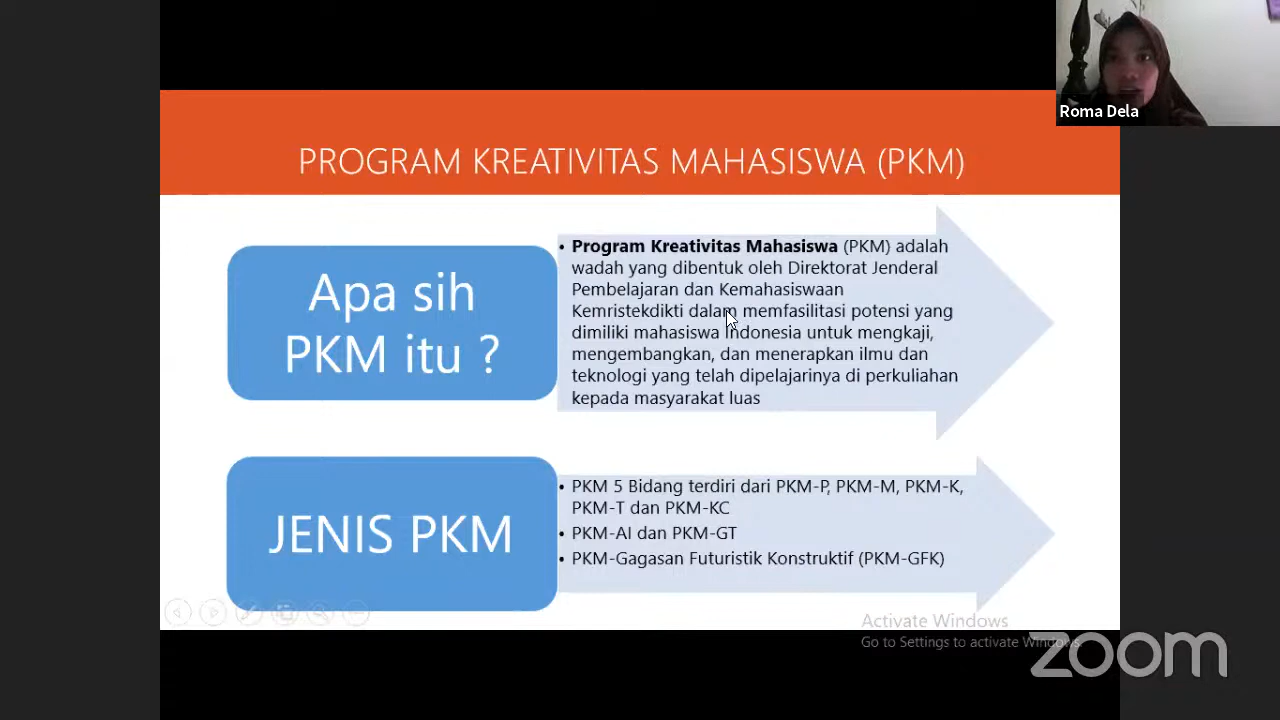 Roma Dela
PROGRAM KREATIVITAS MAHASISWA (PKM)
Apa sih
PKM itu ?
• Program Kreativitas Mahasiswa (PKM) adalah
wadah yang dibentuk oleh Direktorat Jenderal
Pembelajaran dan Kemahasiswaan
Kemristekdikti dalam memfasilitasi potensi yang
dimiliki mahasiswa Indonesia untuk mengkaji,
mengembangkan, dan menerapkan ilmu dan
teknologi yang telah dipelajarinya di perkuliahan
kepada masyarakat luas
JENIS PKM
• PKM 5 Bidang terdiri dari PKM-P, PKM-M, PKM-K,
PKM-T dan PKM-KC
• PKM-AI dan PKM-GT
• PKM-Gagasan Futuristik Konstruktif (PKM-GFK)
Activate Windows
Go to Settings to activate Windows.
zoom